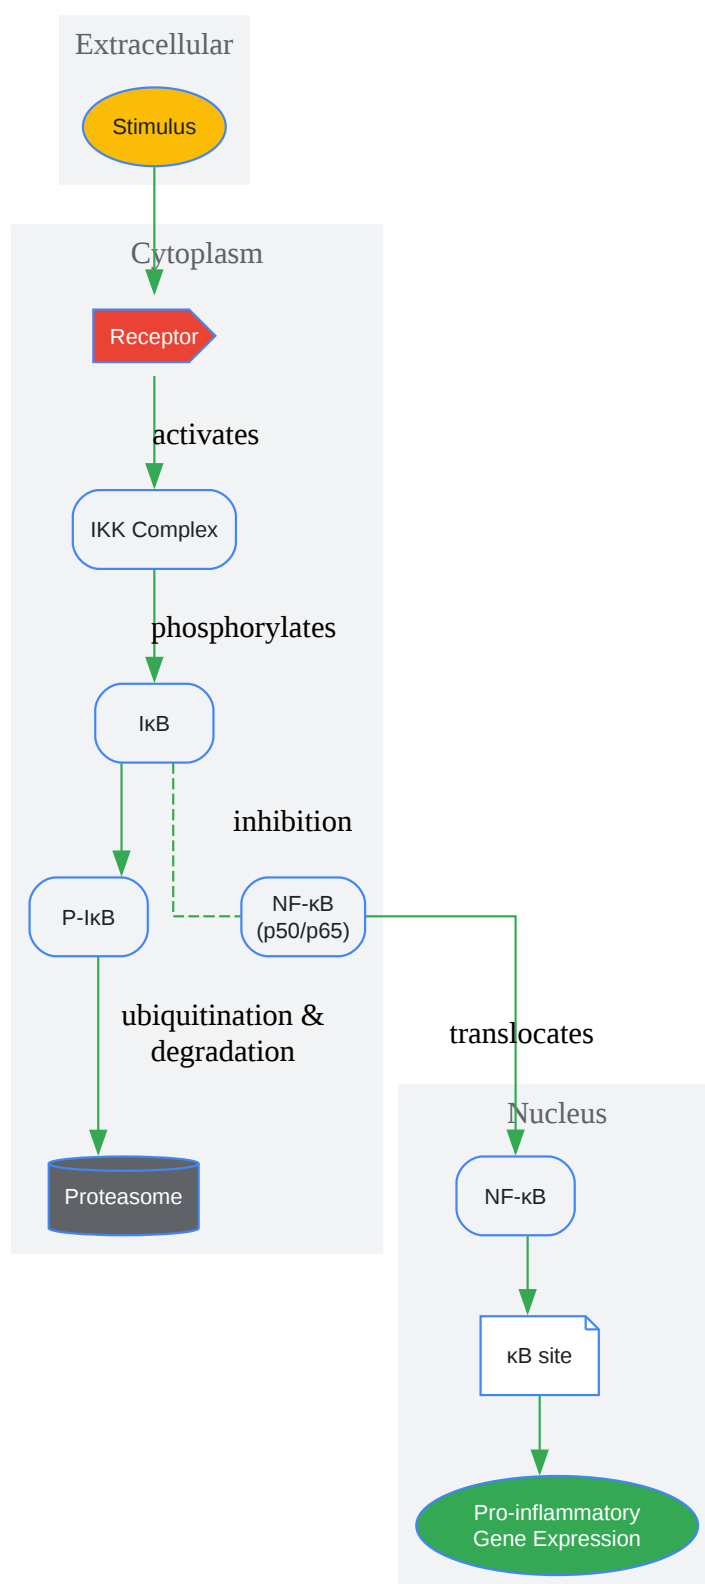 Extracellular
Stimulus
Cytoplasm
Receptor
activates
IKK Complex
phosphorylates
IκB
inhibition
P-IκB
NF-κB
(p50/p65)
ubiquitination &
degradation
translocates
Nucleus
Proteasome
NF-κB
κB site
Pro-inflammatory
Gene Expression